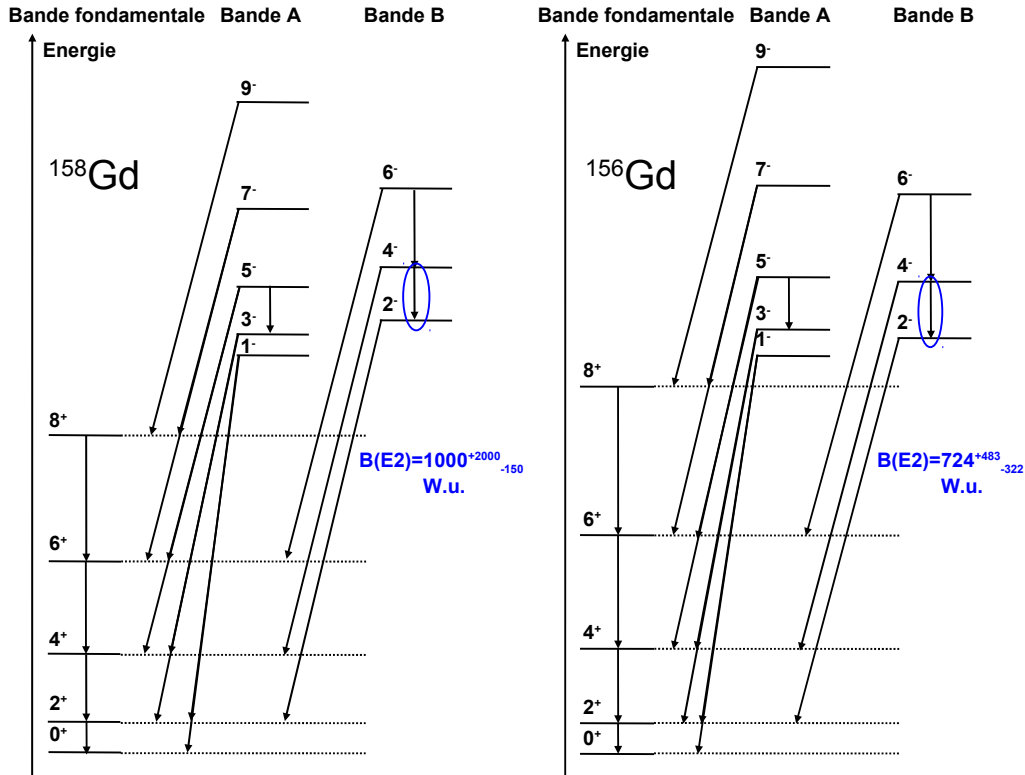 Bande fondamentale Bande A Bande B
Energie
¹⁵⁸Gd
9⁻
7⁻
5⁻
3⁻
1⁻
6⁻
4⁻
2⁻
8⁺
6⁺
4⁺
2⁺
0⁺
B(E2)=1000⁺²⁰⁰⁰₋₁₅₀
W.u.
Bande fondamentale Bande A Bande B
Energie
¹⁵⁶Gd
9⁻
7⁻
5⁻
3⁻
1⁻
6⁻
4⁻
2⁻
8⁺
6⁺
4⁺
2⁺
0⁺
B(E2)=724⁺⁴⁸³₋₃₂₂
W.u.